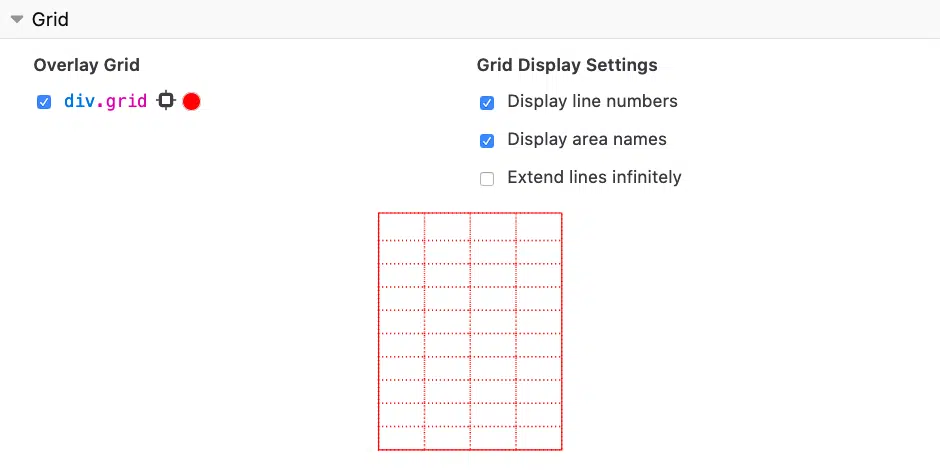 Grid
Overlay Grid
div.grid
Grid Display Settings
Display line numbers
Display area names
Extend lines infinitely